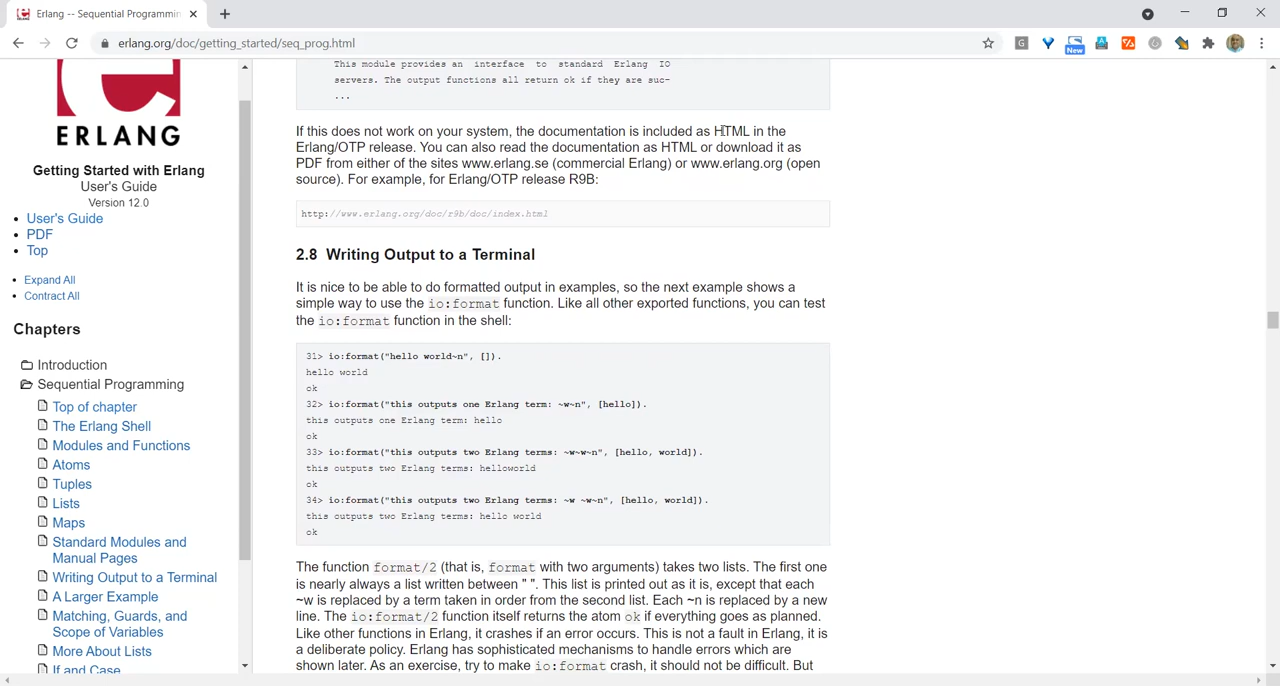 Erlang -- Sequential Programmin
erlang.org/doc/getting_started/seq_prog.html
New
ERLANG
Getting Started with Erlang
User's Guide
Version 12.0
User's Guide
PDF
Top
Expand All
Contract All
Chapters
Introduction
Sequential Programming
Top of chapter
The Erlang Shell
Modules and Functions
Atoms
Tuples
Lists
Maps
Standard Modules and
Manual Pages
Writing Output to a Terminal
A Larger Example
Matching, Guards, and
Scope of Variables
More About Lists
If and Case
This module provides an interface to standard Erlang IO
servers. The output functions all return ok if they are suc-
...
If this does not work on your system, the documentation is included as HTML in the
Erlang/OTP release. You can also read the documentation as HTML or download it as
PDF from either of the sites www.erlang.se (commercial Erlang) or www.erlang.org (open
source). For example, for Erlang/OTP release R9B:
http://www.erlang.org/doc/r9b/doc/index.html
2.8 Writing Output to a Terminal
It is nice to be able to do formatted output in examples, so the next example shows a
simple way to use the io:format function. Like all other exported functions, you can test
the io:format function in the shell:
31> io:format("hello world~n", []).
hello world
ok
32> io:format("this outputs one Erlang term: ~w~n", [hello]).
this outputs one Erlang term: hello
ok
33> io:format("this outputs two Erlang terms: ~w~w~n", [hello, world]).
this outputs two Erlang terms: helloworld
ok
34> io:format("this outputs two Erlang terms: ~w ~w~n", [hello, world]).
this outputs two Erlang terms: hello world
ok
The function format/2 (that is, format with two arguments) takes two lists. The first one
is nearly always a list written between " ". This list is printed out as it is, except that each
~w is replaced by a term taken in order from the second list. Each ~n is replaced by a new
line. The io:format/2 function itself returns the atom ok if everything goes as planned.
Like other functions in Erlang, it crashes if an error occurs. This is not a fault in Erlang, it is
a deliberate policy. Erlang has sophisticated mechanisms to handle errors which are
shown later. As an exercise, try to make io:format crash, it should not be difficult. But